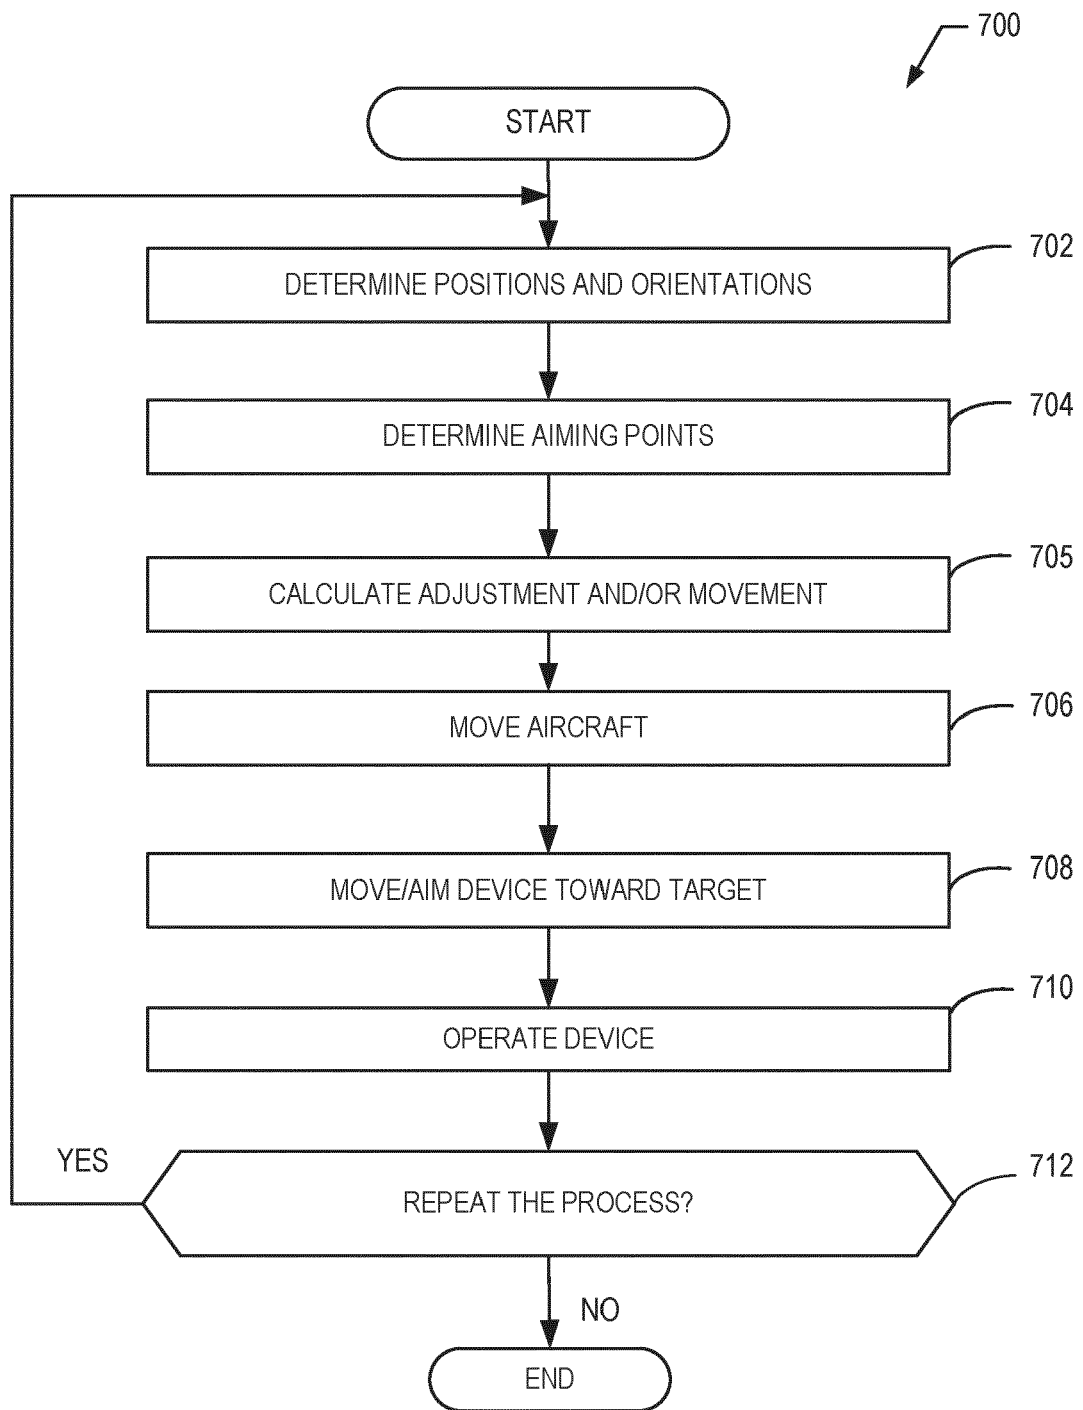 700
START
702
DETERMINE POSITIONS AND ORIENTATIONS
704
DETERMINE AIMING POINTS
705
CALCULATE ADJUSTMENT AND/OR MOVEMENT
706
MOVE AIRCRAFT
708
MOVE/AIM DEVICE TOWARD TARGET
710
OPERATE DEVICE
YES
712
REPEAT THE PROCESS?
NO
END